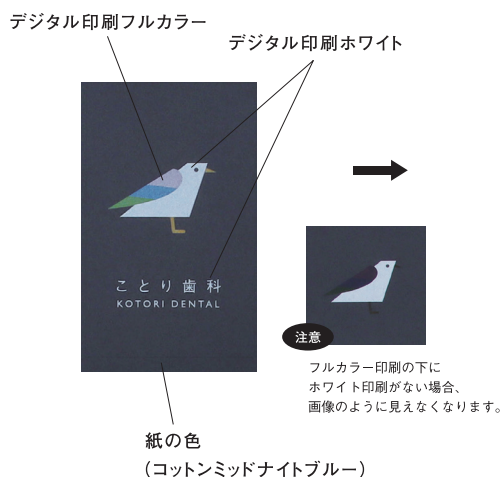 デジタル印刷フルカラー
デジタル印刷ホワイト
ことり歯科
KOTORI DENTAL
注意
フルカラー印刷の下に
ホワイト印刷がない場合、
画像のように見えなくなります。
紙の色
（コットンミッドナイトブルー）